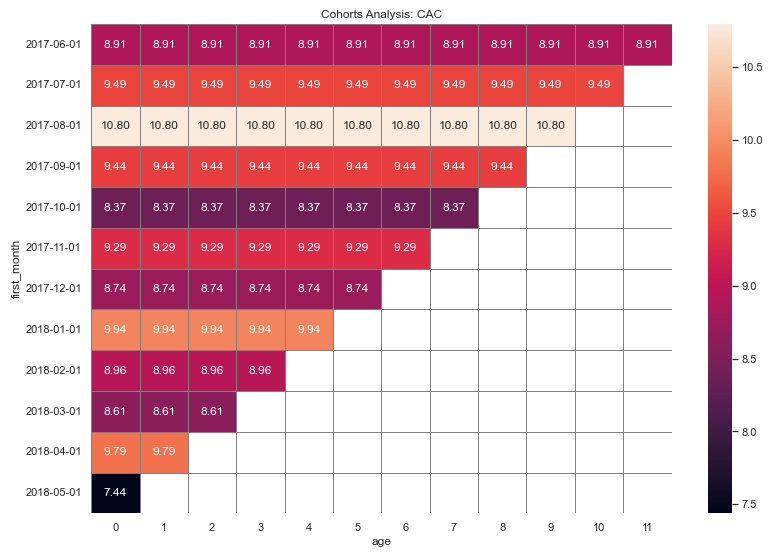 Cohorts Analysis: CAC
2017-06-01 8.91 8.91 8.91 8.91 8.91 8.91 8.91 8.91 8.91 8.91 8.91 8.91
2017-07-01 9.49 9.49 9.49 9.49 9.49 9.49 9.49 9.49 9.49 9.49 9.49
2017-08-01 10.80 10.80 10.80 10.80 10.80 10.80 10.80 10.80 10.80 10.80
2017-09-01 9.44 9.44 9.44 9.44 9.44 9.44 9.44 9.44 9.44
2017-10-01 8.37 8.37 8.37 8.37 8.37 8.37 8.37 8.37
2017-11-01 9.29 9.29 9.29 9.29 9.29 9.29 9.29
2017-12-01 8.74 8.74 8.74 8.74 8.74 8.74
2018-01-01 9.94 9.94 9.94 9.94 9.94
2018-02-01 8.96 8.96 8.96 8.96
2018-03-01 8.61 8.61 8.61
2018-04-01 9.79 9.79
2018-05-01 7.44
0 1 2 3 4 5 6 7 8 9 10 11
age
first_month
10.5
10.0
9.5
9.0
8.5
8.0
7.5